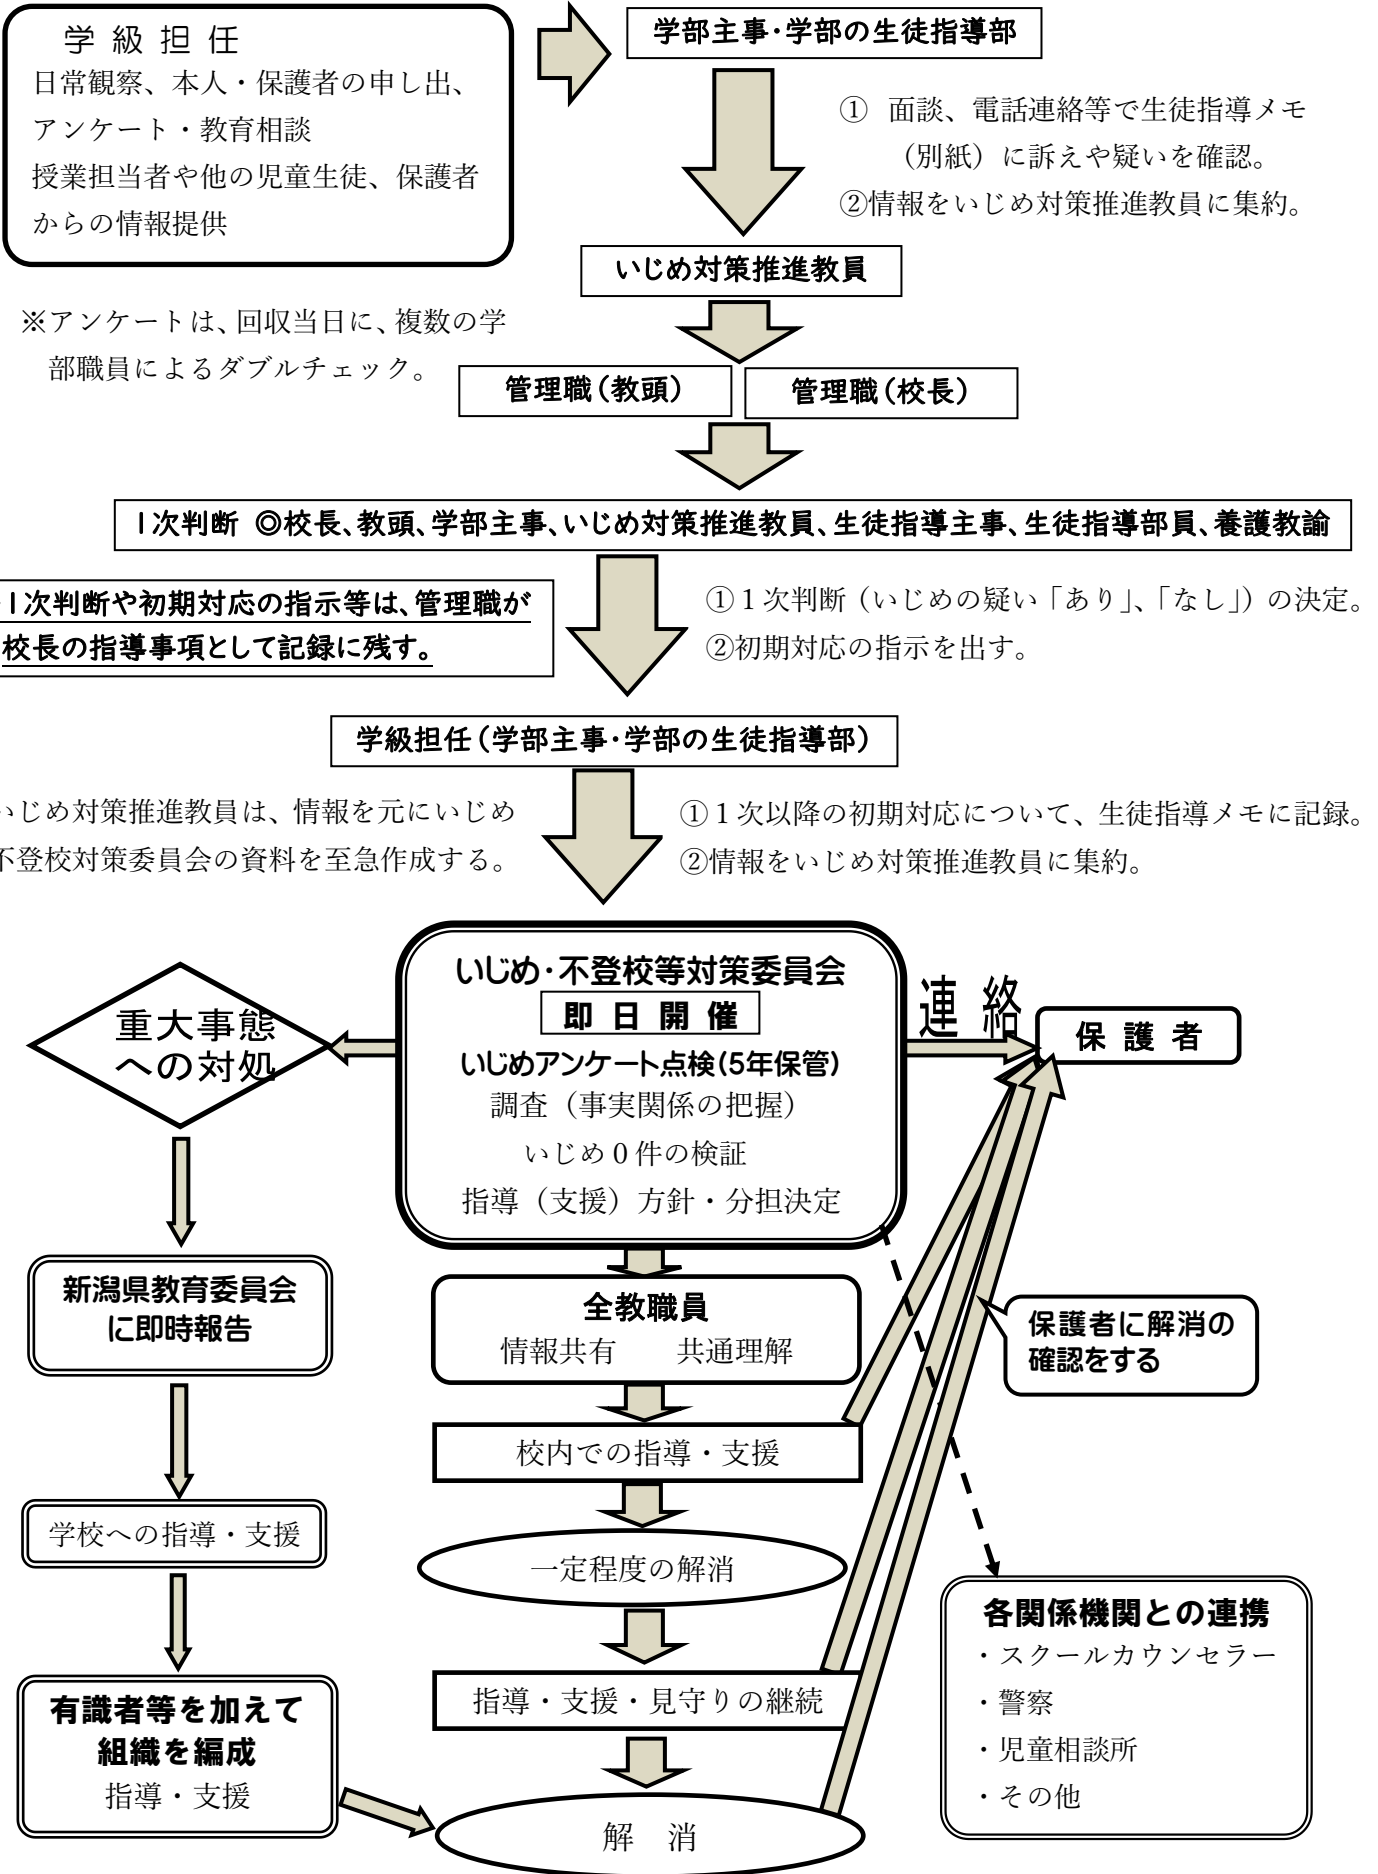 学 級 担 任
日常観察、本人・保護者の申し出、
アンケート・教育相談
授業担当者や他の児童生徒、保護者
からの情報提供
学部主事・学部の生徒指導部
① 面談、電話連絡等で生徒指導メモ
（別紙）に訴えや疑いを確認。
②情報をいじめ対策推進教員に集約。
いじめ対策推進教員
※アンケートは、回収当日に、複数の学
部職員によるダブルチェック。
管理職（教頭）
管理職（校長）
1次判断 ◎校長、教頭、学部主事、いじめ対策推進教員、生徒指導主事、生徒指導部員、養護教諭
1次判断や初期対応の指示等は、管理職が
校長の指導事項として記録に残す。
①１次判断（いじめの疑い「あり」、「なし」）の決定。
②初期対応の指示を出す。
学級担任（学部主事・学部の生徒指導部）
いじめ対策推進教員は、情報を元にいじめ
不登校対策委員会の資料を至急作成する。
①１次以降の初期対応について、生徒指導メモに記録。
②情報をいじめ対策推進教員に集約。
いじめ・不登校等対策委員会
即 日 開 催
いじめアンケート点検（5年保管）
調査（事実関係の把握）
いじめ０件の検証
指導（支援）方針・分担決定
重大事態
への対処
連 絡
保 護 者
新潟県教育委員会
に即時報告
全教職員
情報共有　　共通理解
保護者に解消の
確認をする
校内での指導・支援
学校への指導・支援
一定程度の解消
各関係機関との連携
・スクールカウンセラー
・警察
・児童相談所
・その他
有識者等を加えて
組織を編成
指導・支援
指導・支援・見守りの継続
解　消